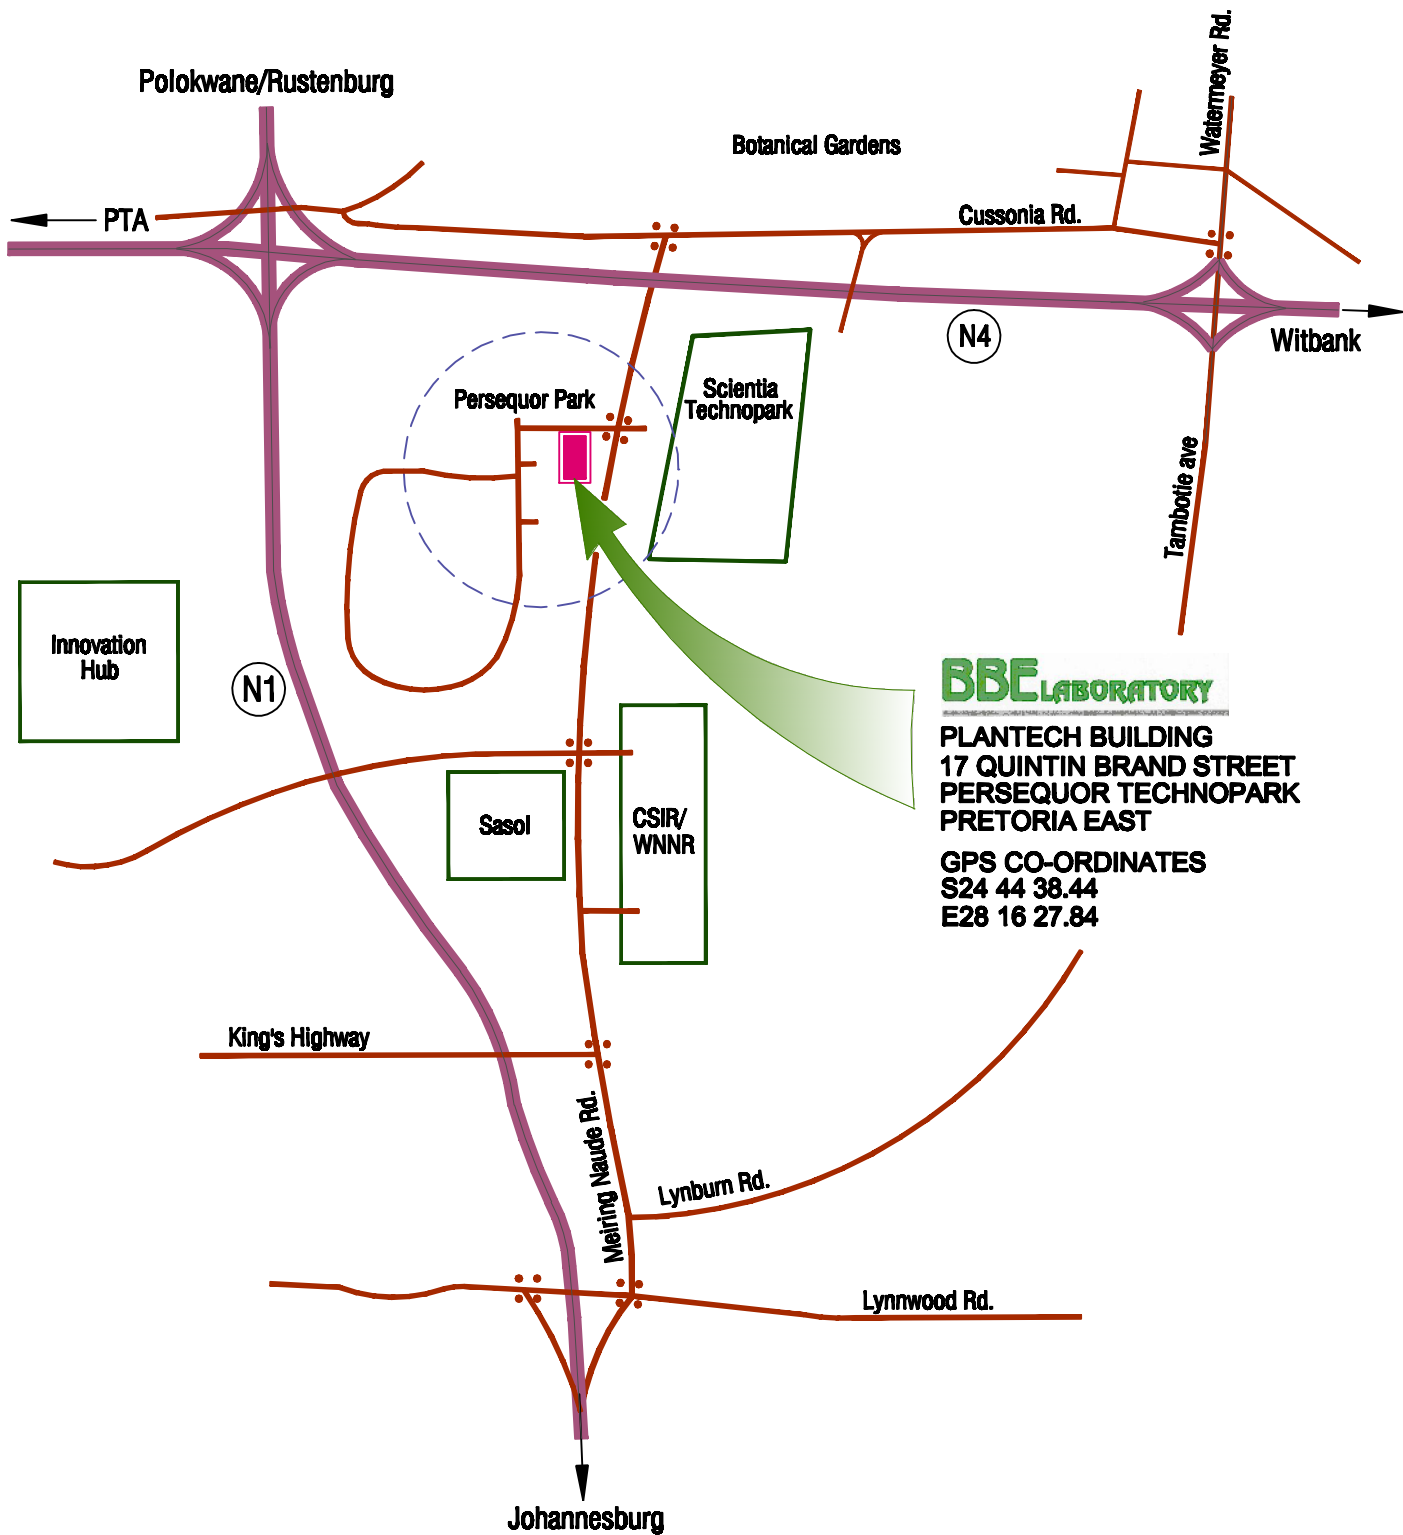 Watermeyer Rd.
Polokwane/Rustenburg
Botanical Gardens
PTA
Cussonia Rd.
N4
Witbank
Scientia
Technopark
Persequor Park
Tambotie ave
Innovation
Hub
N1
BBE LABORATORY
PLANTECH BUILDING
17 QUINTIN BRAND STREET
PERSEQUOR TECHNOPARK
PRETORIA EAST
GPS CO-ORDINATES
S24 44 38.44
E28 16 27.84
Sasol
CSIR/
WNNR
King's Highway
Meiring Naude Rd.
Lynburn Rd.
Lynnwood Rd.
Johannesburg